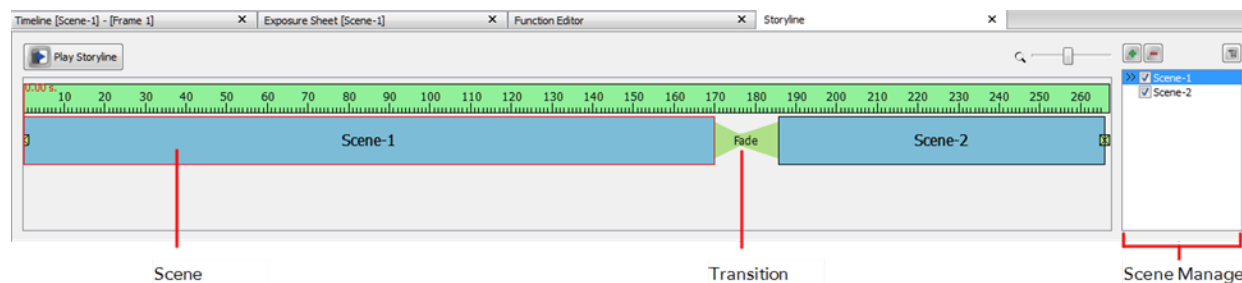 Timeline [Scene-1] - [Frame 1] Exposure Sheet [Scene-1] Function Editor Storyline
Play Storyline
0.00 s.
10 20 30 40 50 60 70 80 90 100 110 120 130 140 150 160 170 180 190 200 210 220 230 240 250 260
Scene-1 Fade Scene-2
Scene-1
Scene-2
Scene Transition Scene Manage